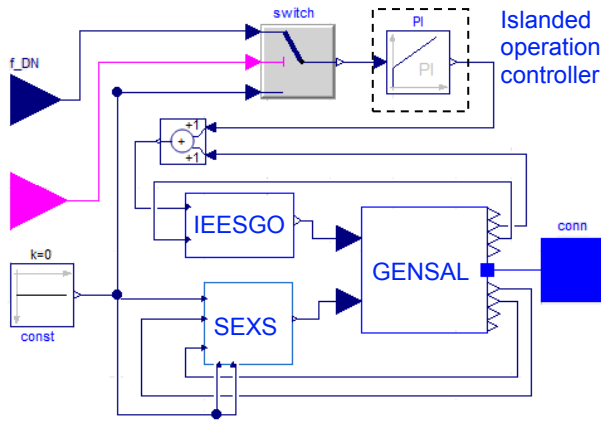 switch
PI
Islanded
operation
controller
f_DN
PI
+1
+
+1
IEESGO
GENSAL
conn
k=0
const
SEXS